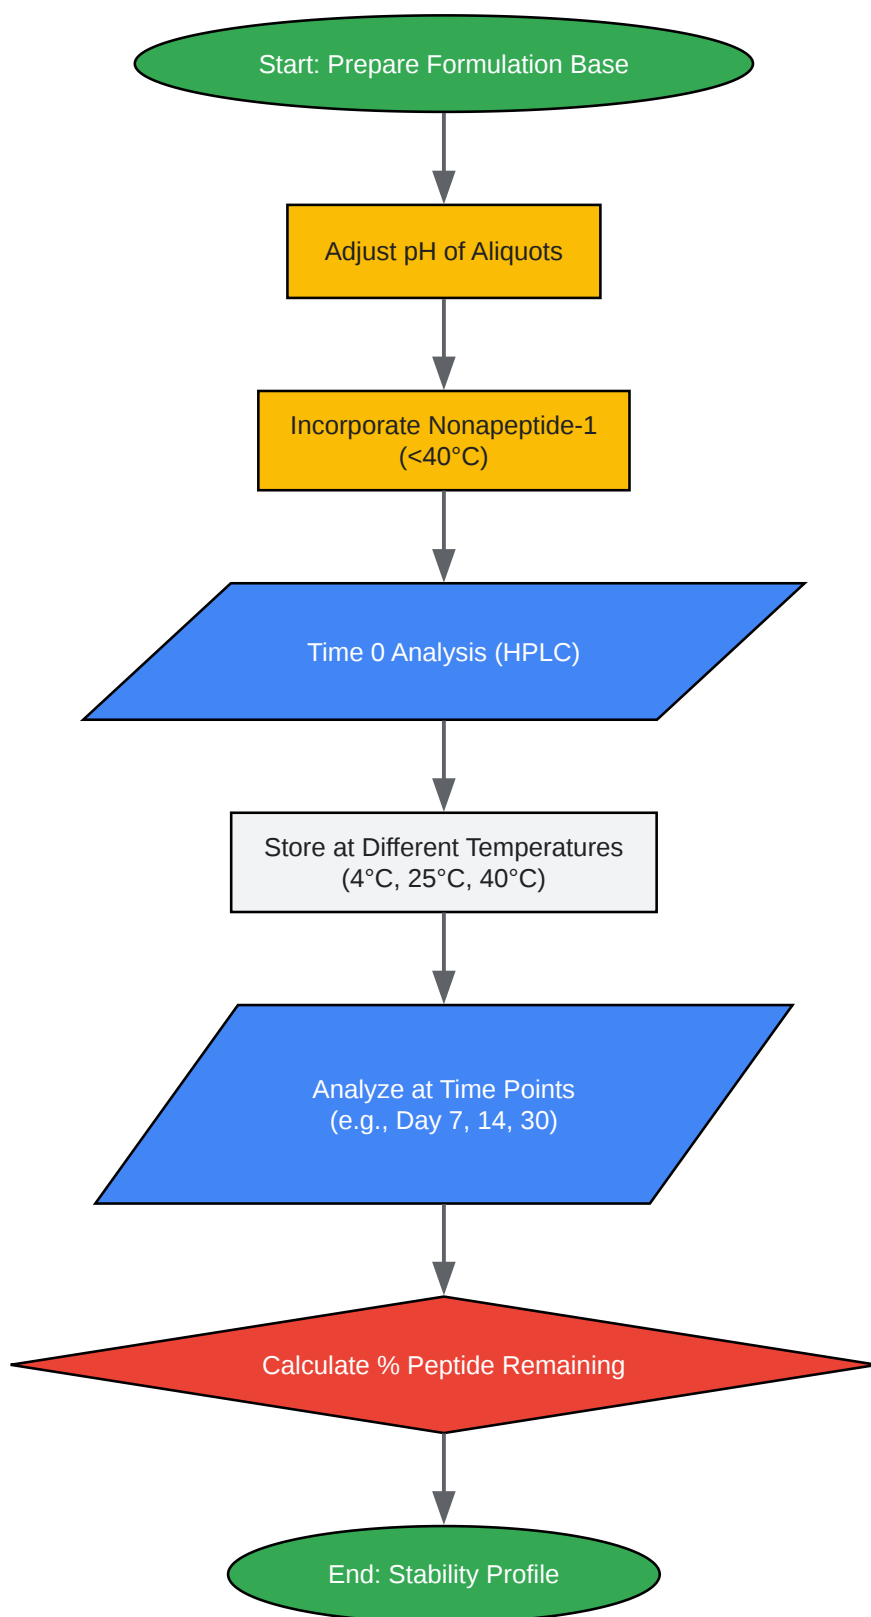 Start: Prepare Formulation Base
Adjust pH of Aliquots
Incorporate Nonapeptide-1
(<40°C)
Time 0 Analysis (HPLC)
Store at Different Temperatures
(4°C, 25°C, 40°C)
Analyze at Time Points
(e.g., Day 7, 14, 30)
Calculate % Peptide Remaining
End: Stability Profile